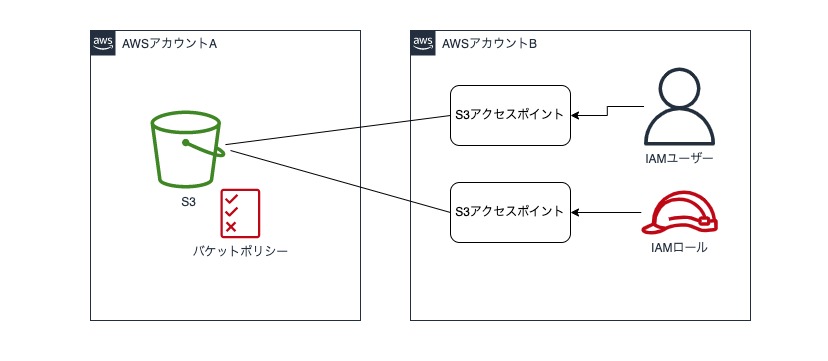 aws AWSアカウントA
aws AWSアカウントB
S3アクセスポイント
IAMユーザー
S3
S3アクセスポイント
バケットポリシー
IAMロール